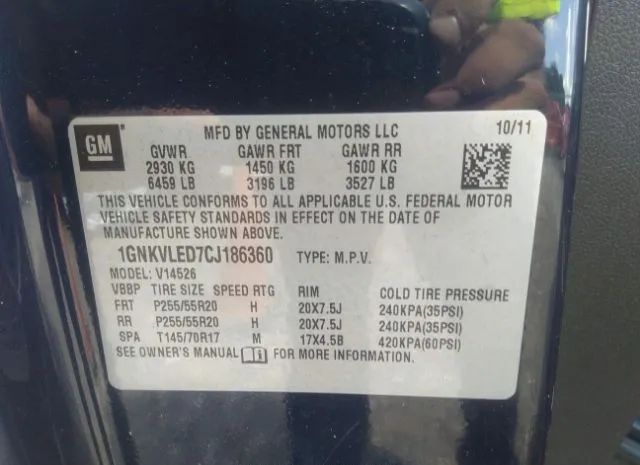 GM
MFD BY GENERAL MOTORS LLC 10/11
GVWR GAWR FRT GAWR RR
2930 KG 1450 KG 1600 KG
6459 LB 3196 LB 3527 LB
THIS VEHICLE CONFORMS TO ALL APPLICABLE U.S. FEDERAL MOTOR
VEHICLE SAFETY STANDARDS IN EFFECT ON THE DATE OF
MANUFACTURE SHOWN ABOVE.
1GNKVLED7CJ186360 TYPE: M.P.V.
MODEL: V14526
VBBP TIRE SIZE SPEED RTG RIM COLD TIRE PRESSURE
FRT P255/55R20 H 20X7.5J 240KPA(35PSI)
RR P255/55R20 H 20X7.5J 240KPA(35PSI)
SPA T145/70R17 M 17X4.5B 420KPA(60PSI)
SEE OWNER'S MANUAL FOR MORE INFORMATION.